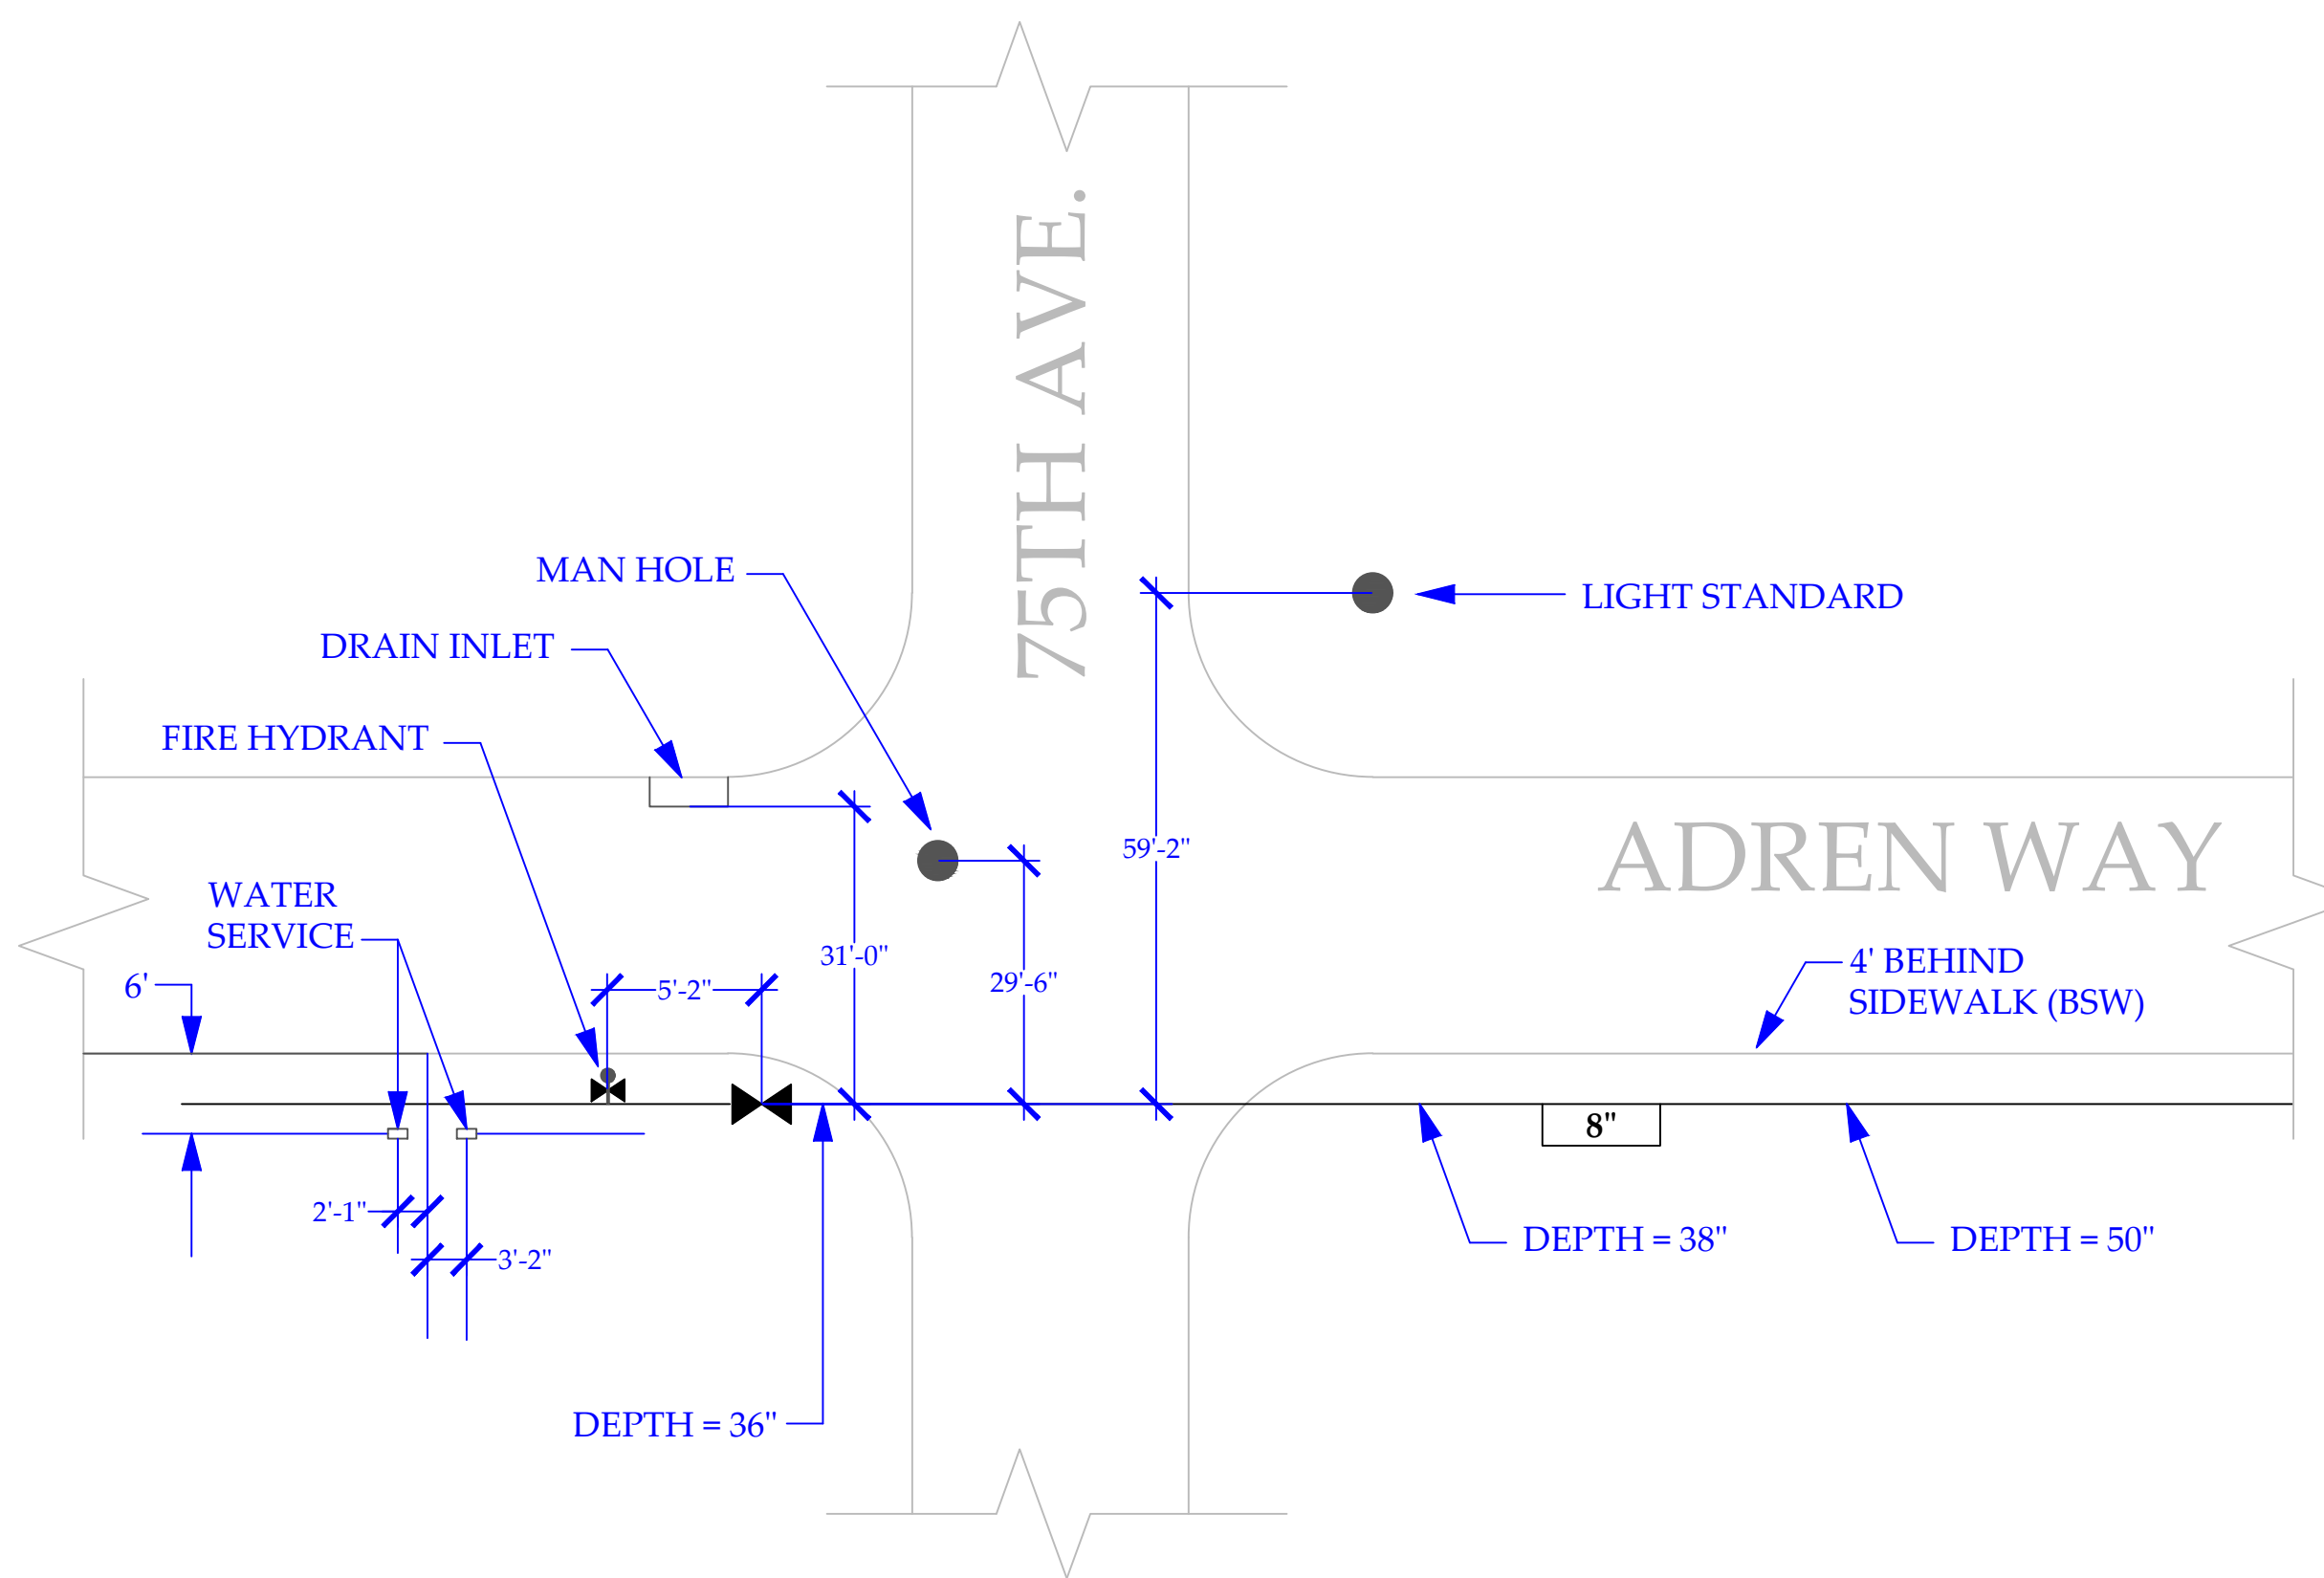 75TH AVE.
MAN HOLE
LIGHT STANDARD
DRAIN INLET
FIRE HYDRANT
59'-2"
ADREN WAY
WATER
SERVICE
31'-0"
4' BEHIND
SIDEWALK (BSW)
6'
5'-2"
29'-6"
8"
2'-1"
3'-2"
DEPTH = 38"
DEPTH = 50"
DEPTH = 36"